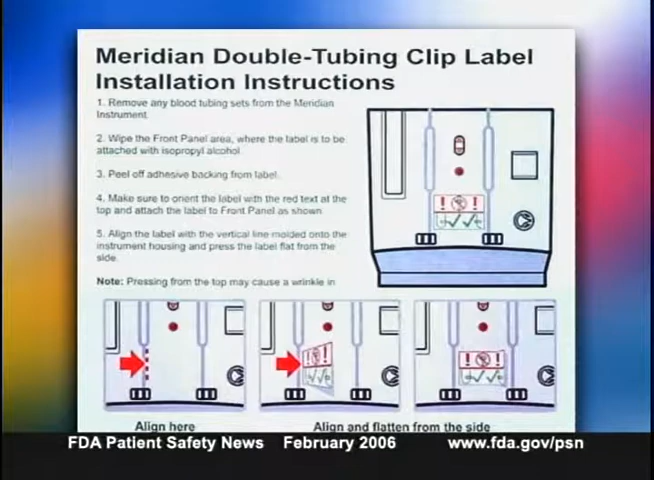 Meridian Double-Tubing Clip Label
Installation Instructions
1. Remove any blood tubing sets from the Meridian
Instrument.
2. Wipe the Front Panel area, where the label is to be
attached with isopropyl alcohol.
3. Peel off adhesive backing from label.
4. Make sure to orient the label with the red text at the
top and attach the label to Front Panel as shown.
5. Align the label with the vertical line molded onto the
instrument housing and press the label flat from the
side.
Note: Pressing from the top may cause a wrinkle in
Align here
Align and flatten from the side
FDA Patient Safety News February 2006 www.fda.gov/psn